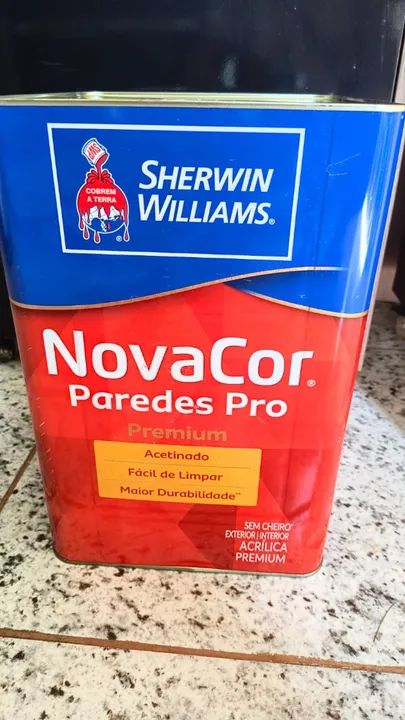 SWP
COBREM
A TERRA
SHERWIN
WILLIAMS®
NovaCor®
Paredes Pro
Premium
Acetinado
Fácil de Limpar
Maior Durabilidade**
SEM CHEIRO*
EXTERIOR | INTERIOR
ACRÍLICA
PREMIUM